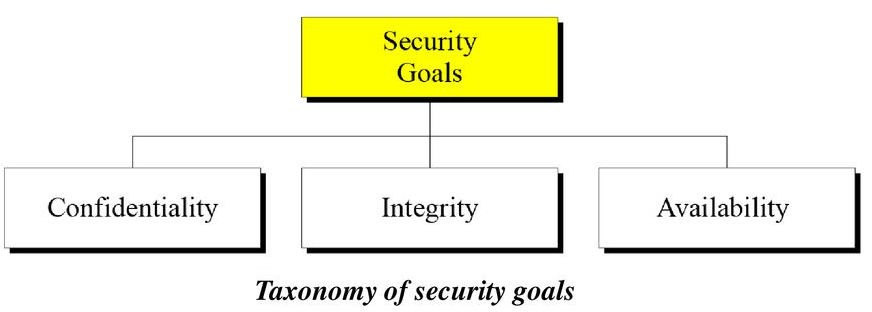 Security
Goals
Confidentiality
Integrity
Availability
Taxonomy of security goals